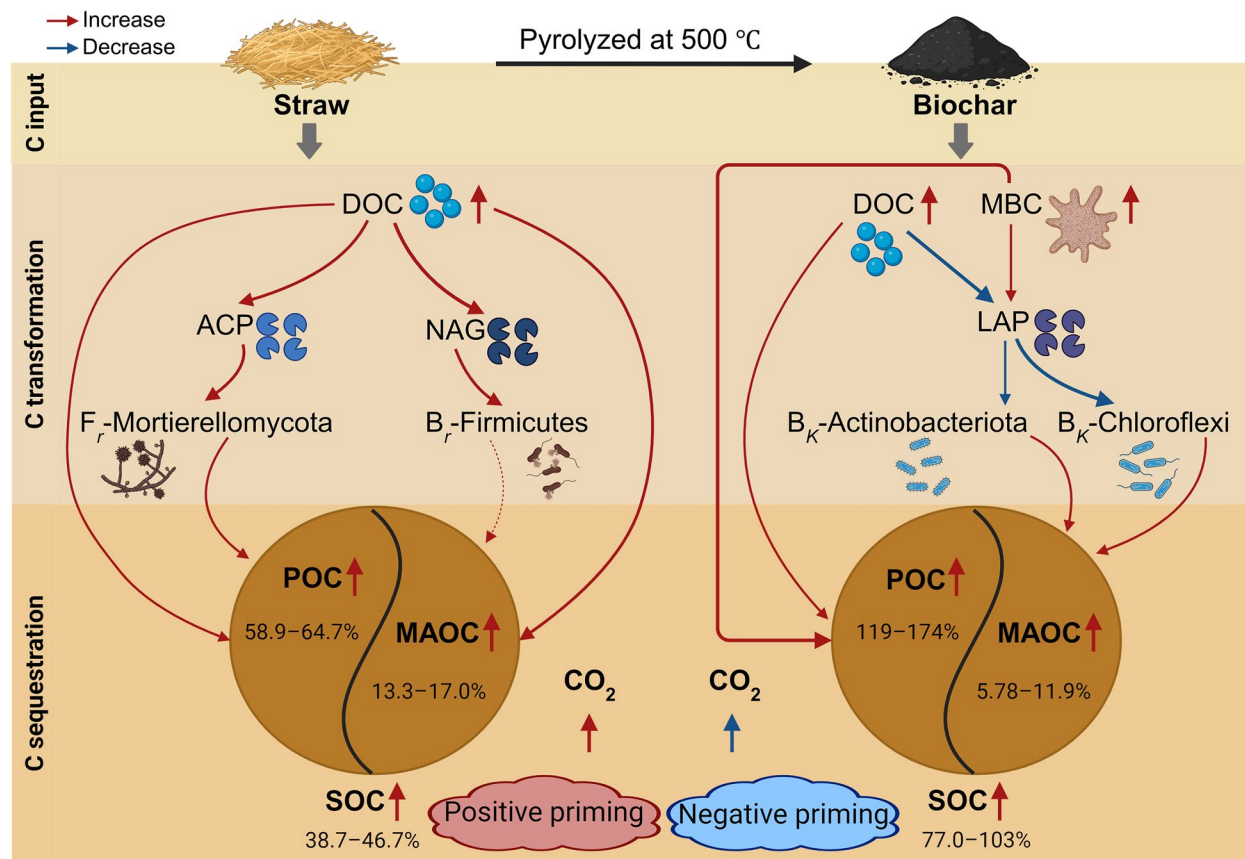 Increase
Decrease
Pyrolyzed at 500 ℃
C input
Straw
Biochar
C transformation
DOC
DOC
MBC
ACP
NAG
LAP
Fr-Mortierellomycota
Br-Firmicutes
BK-Actinobacteriota
BK-Chloroflexi
C sequestration
POC
58.9–64.7%
MAOC
13.3–17.0%
POC
119–174%
MAOC
5.78–11.9%
CO2
CO2
SOC
38.7–46.7%
Positive priming
Negative priming
SOC
77.0–103%